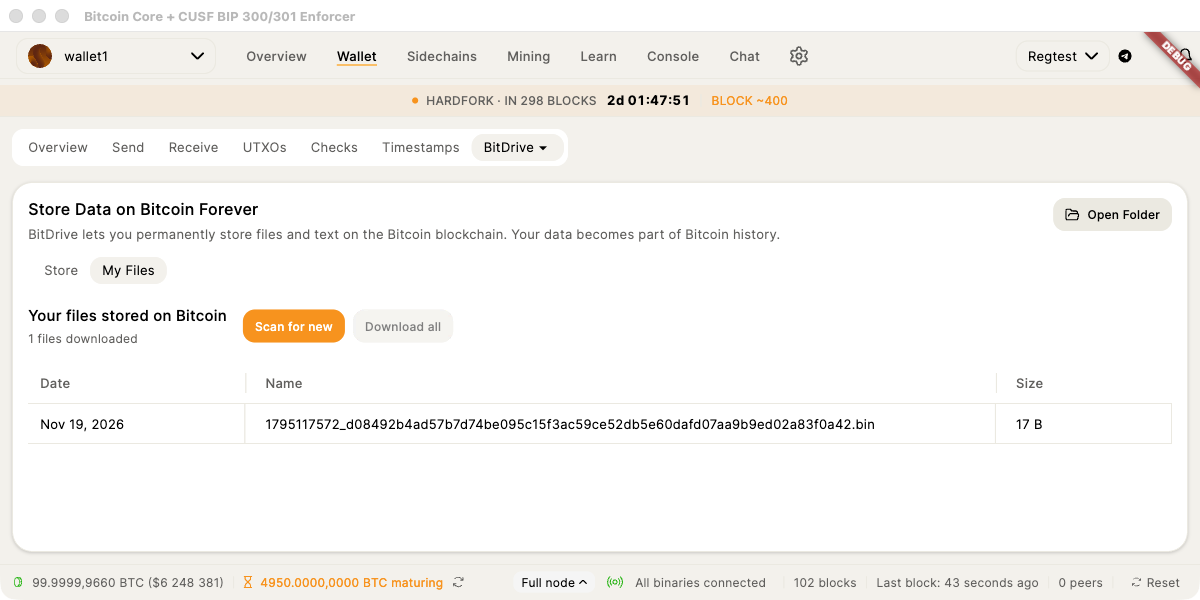 Bitcoin Core + CUSF BIP 300/301 Enforcer
wallet1
Overview
Wallet
Sidechains
Mining
Learn
Console
Chat
Regtest
DEBUG
HARDFORK · IN 298 BLOCKS 2d 01:47:51 BLOCK ~400
Overview
Send
Receive
UTXOs
Checks
Timestamps
BitDrive
Store Data on Bitcoin Forever
Open Folder
BitDrive lets you permanently store files and text on the Bitcoin blockchain. Your data becomes part of Bitcoin history.
Store
My Files
Your files stored on Bitcoin
1 files downloaded
Scan for new
Download all
Date
Name
Size
Nov 19, 2026
1795117572_d08492b4ad57b7d74be095c15f3ac59ce52db5e60dafd07aa9b9ed02a83f0a42.bin
17 B
99.9999,9660 BTC ($6 248 381)
4950.0000,0000 BTC maturing
Full node
All binaries connected
102 blocks
Last block: 43 seconds ago
0 peers
Reset